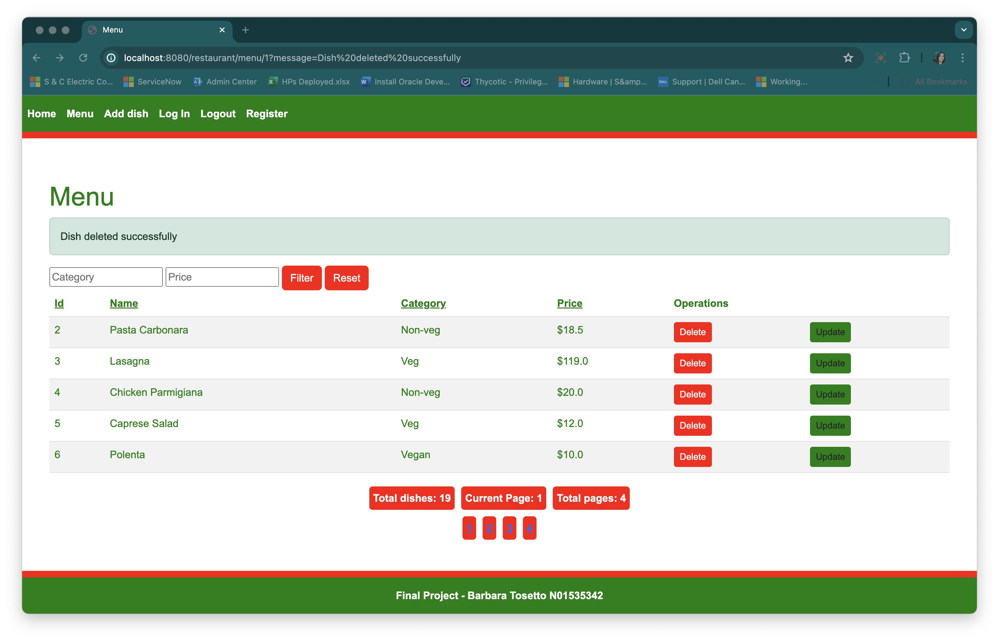 Menu
localhost:8080/restaurant/menu/1?message=Dish%20deleted%20successfully
S & C Electric Co... ServiceNow Admin Center HPs Deployed.xlsx Install Oracle Deve... Thycotic - Privileg... Hardware | S&amp... Support | Dell Can... Working... All Bookmarks
Home Menu Add dish Log In Logout Register
Menu
Dish deleted successfully
Category Price Filter Reset
Id Name Category Price Operations
2 Pasta Carbonara Non-veg $18.5 Delete Update
3 Lasagna Veg $119.0 Delete Update
4 Chicken Parmigiana Non-veg $20.0 Delete Update
5 Caprese Salad Veg $12.0 Delete Update
6 Polenta Vegan $10.0 Delete Update
Total dishes: 19 Current Page: 1 Total pages: 4
1 2 3 4
Final Project - Barbara Tosetto N01535342